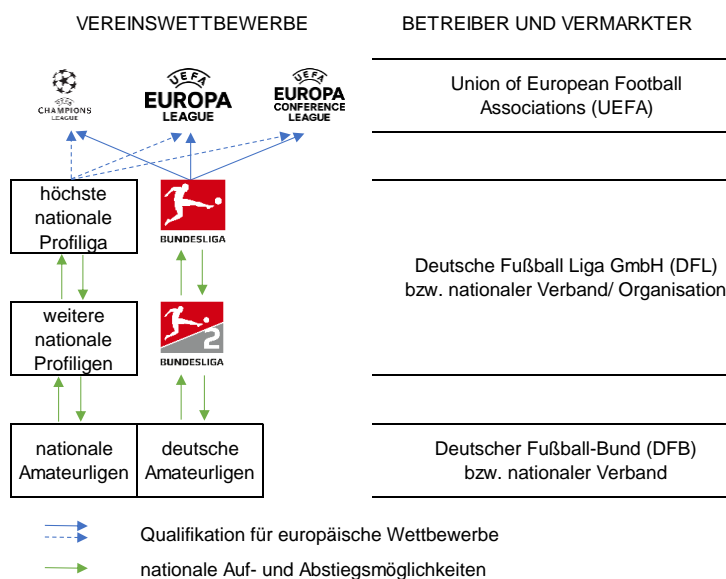 VEREINSWETTBEWERBE
BETREIBER UND VERMARKTER
UEFA
CHAMPIONS
LEAGUE
UEFA
EUROPA
LEAGUE
UEFA
EUROPA
CONFERENCE
LEAGUE
Union of European Football
Associations (UEFA)
höchste
nationale
Profiliga
BUNDESLIGA
Deutsche Fußball Liga GmbH (DFL)
bzw. nationaler Verband/ Organisation
weitere
nationale
Profiligen
2
BUNDESLIGA
nationale
Amateurligen
deutsche
Amateurligen
Deutscher Fußball-Bund (DFB)
bzw. nationaler Verband
Qualifikation für europäische Wettbewerbe
nationale Auf- und Abstiegsmöglichkeiten